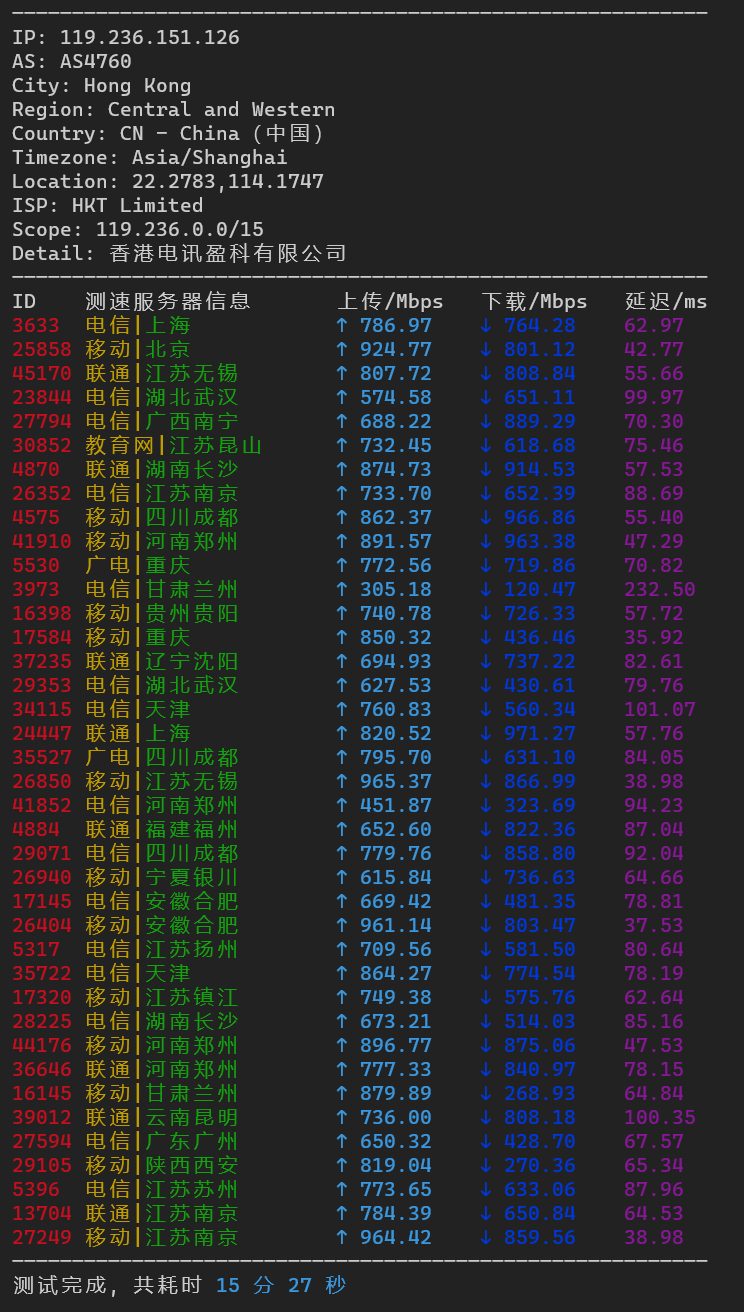 IP: 119.236.151.126
AS: AS4760
City: Hong Kong
Region: Central and Western
Country: CN - China (中国)
Timezone: Asia/Shanghai
Location: 22.2783,114.1747
ISP: HKT Limited
Scope: 119.236.0.0/15
Detail: 香港电讯盈科有限公司
ID 测速服务器信息 上传/Mbps 下载/Mbps 延迟/ms
3633 电信|上海 ↑ 786.97 ↓ 764.28 62.97
25858 移动|北京 ↑ 924.77 ↓ 801.12 42.77
45170 联通|江苏无锡 ↑ 807.72 ↓ 808.84 55.66
23844 电信|湖北武汉 ↑ 574.58 ↓ 651.11 99.97
27794 电信|广西南宁 ↑ 688.22 ↓ 889.29 70.30
30852 教育网|江苏昆山 ↑ 732.45 ↓ 618.68 75.46
4870 联通|湖南长沙 ↑ 874.73 ↓ 914.53 57.53
26352 电信|江苏南京 ↑ 733.70 ↓ 652.39 88.69
4575 移动|四川成都 ↑ 862.37 ↓ 966.86 55.40
41910 移动|河南郑州 ↑ 891.57 ↓ 963.38 47.29
5530 广电|重庆 ↑ 772.56 ↓ 719.86 70.82
3973 电信|甘肃兰州 ↑ 305.18 ↓ 120.47 232.50
16398 移动|贵州贵阳 ↑ 740.78 ↓ 726.33 57.72
17584 移动|重庆 ↑ 850.32 ↓ 436.46 35.92
37235 联通|辽宁沈阳 ↑ 694.93 ↓ 737.22 82.61
29353 电信|湖北武汉 ↑ 627.53 ↓ 430.61 79.76
34115 电信|天津 ↑ 760.83 ↓ 560.34 101.07
24447 联通|上海 ↑ 820.52 ↓ 971.27 57.76
35527 广电|四川成都 ↑ 795.70 ↓ 631.10 84.05
26850 移动|江苏无锡 ↑ 965.37 ↓ 866.99 38.98
41852 电信|河南郑州 ↑ 451.87 ↓ 323.69 94.23
4884 联通|福建福州 ↑ 652.60 ↓ 822.36 87.04
29071 电信|四川成都 ↑ 779.76 ↓ 858.80 92.04
26940 移动|宁夏银川 ↑ 615.84 ↓ 736.63 64.66
17145 电信|安徽合肥 ↑ 669.42 ↓ 481.35 78.81
26404 移动|安徽合肥 ↑ 961.14 ↓ 803.47 37.53
5317 电信|江苏扬州 ↑ 709.56 ↓ 581.50 80.64
35722 电信|天津 ↑ 864.27 ↓ 774.54 78.19
17320 移动|江苏镇江 ↑ 749.38 ↓ 575.76 62.64
28225 电信|湖南长沙 ↑ 673.21 ↓ 514.03 85.16
44176 移动|河南郑州 ↑ 896.77 ↓ 875.06 47.53
36646 联通|河南郑州 ↑ 777.33 ↓ 840.97 78.15
16145 移动|甘肃兰州 ↑ 879.89 ↓ 268.93 64.84
39012 联通|云南昆明 ↑ 736.00 ↓ 808.18 100.35
27594 电信|广东广州 ↑ 650.32 ↓ 428.70 67.57
29105 移动|陕西西安 ↑ 819.04 ↓ 270.36 65.34
5396 电信|江苏苏州 ↑ 773.65 ↓ 633.06 87.96
13704 联通|江苏南京 ↑ 784.39 ↓ 650.84 64.53
27249 移动|江苏南京 ↑ 964.42 ↓ 859.56 38.98
测试完成, 共耗时 15 分 27 秒